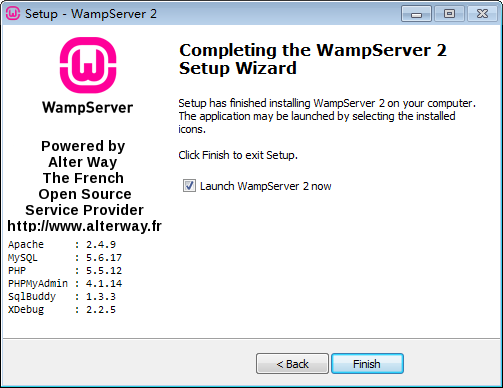 Setup - WampServer 2
WampServer
Powered by
Alter Way
The French
Open Source
Service Provider
http://www.alterway.fr
Apache : 2.4.9
MySQL : 5.6.17
PHP : 5.5.12
PHPMyAdmin : 4.1.14
SqlBuddy : 1.3.3
XDebug : 2.2.5
Completing the WampServer 2
Setup Wizard
Setup has finished installing WampServer 2 on your computer.
The application may be launched by selecting the installed
icons.
Click Finish to exit Setup.
Launch WampServer 2 now
< Back
Finish